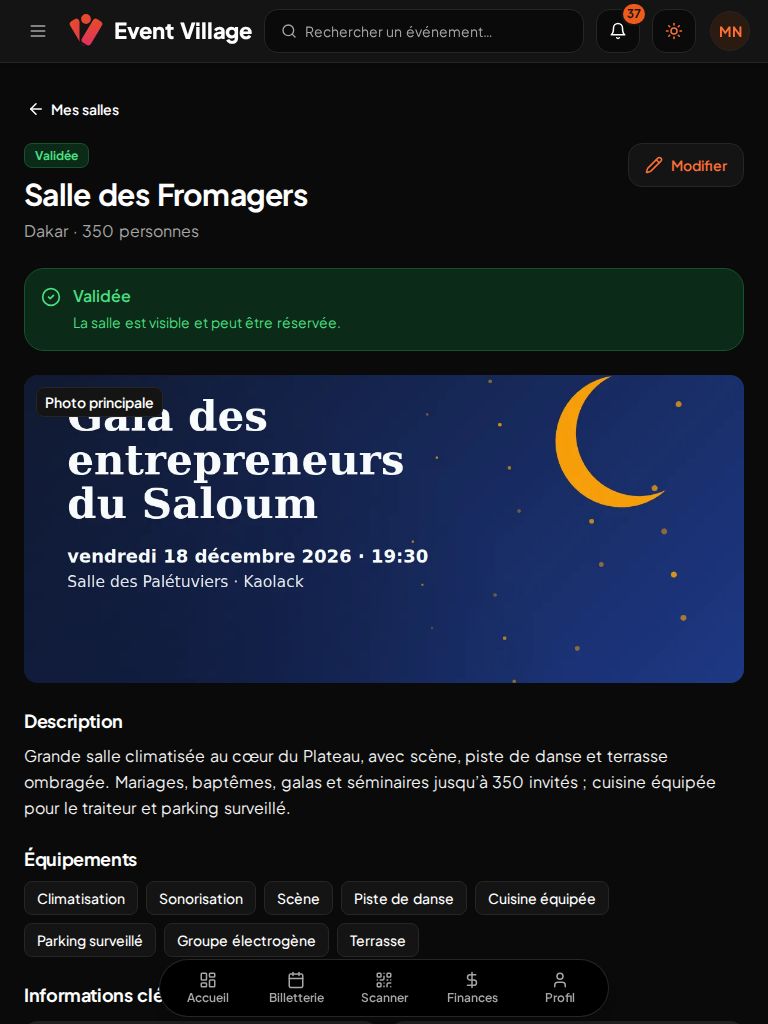 Event Village
Rechercher un événement...
37
MN
Mes salles
Validée
Modifier
Salle des Fromagers
Dakar · 350 personnes
Validée
La salle est visible et peut être réservée.
Photo principale
Gala des
entrepreneurs
du Saloum
vendredi 18 décembre 2026 · 19:30
Salle des Palétuviers · Kaolack
Description
Grande salle climatisée au cœur du Plateau, avec scène, piste de danse et terrasse
ombragée. Mariages, baptêmes, galas et séminaires jusqu’à 350 invités ; cuisine équipée
pour le traiteur et parking surveillé.
Équipements
Climatisation Sonorisation Scène Piste de danse Cuisine équipée
Parking surveillé Groupe électrogène Terrasse
Informations clé
Accueil Billetterie Scanner Finances Profil